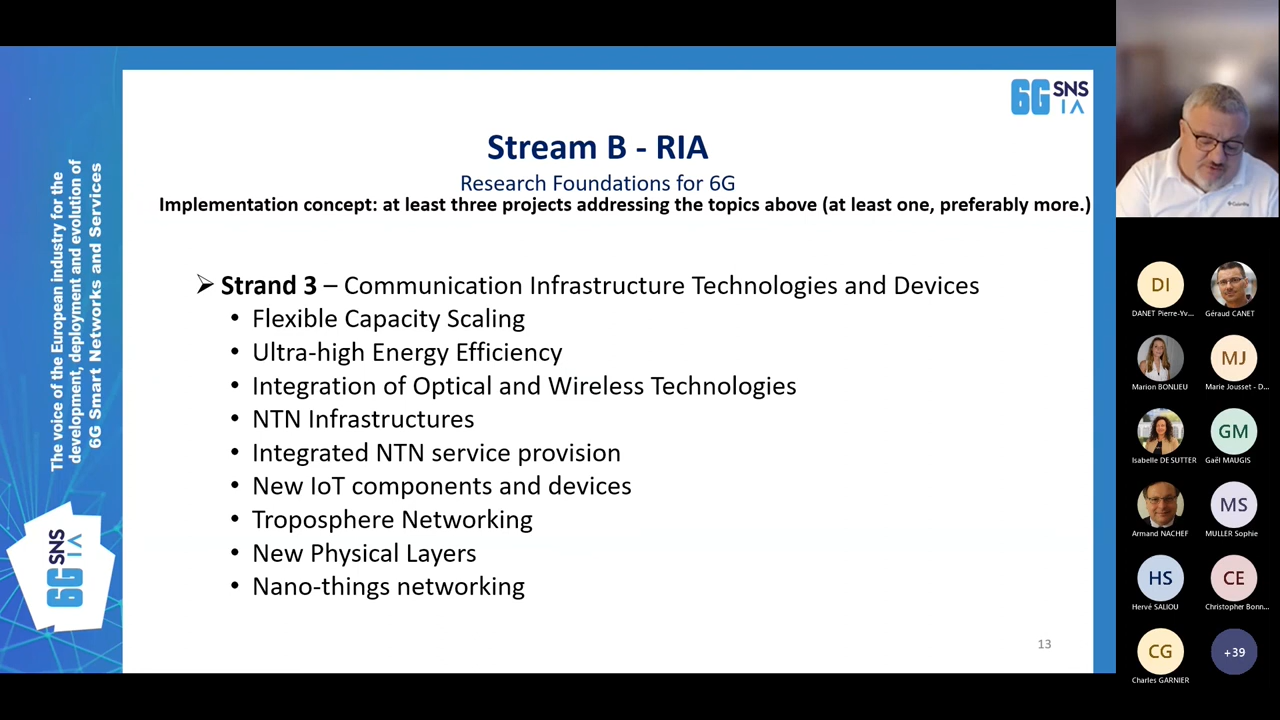 The voice of the European industry for the
development, deployment and evolution of
6G Smart Networks and Services
6G SNS
IA
6G SNS
IA
Stream B - RIA
Research Foundations for 6G
Implementation concept: at least three projects addressing the topics above (at least one, preferably more.)
➢ Strand 3 – Communication Infrastructure Technologies and Devices
• Flexible Capacity Scaling
• Ultra-high Energy Efficiency
• Integration of Optical and Wireless Technologies
• NTN Infrastructures
• Integrated NTN service provision
• New IoT components and devices
• Troposphere Networking
• New Physical Layers
• Nano-things networking
13
DI
DANET Pierre-Yv...
Géraud CANET
Marion BONLIEU
MJ
Marie Jousset - D...
Isabelle DE SUTTER
GM
Gaël MAUGIS
Armand NACHEF
MS
MULLER Sophie
HS
Hervé SALIOU
CE
Christopher Bonn...
CG
Charles GARNIER
+39